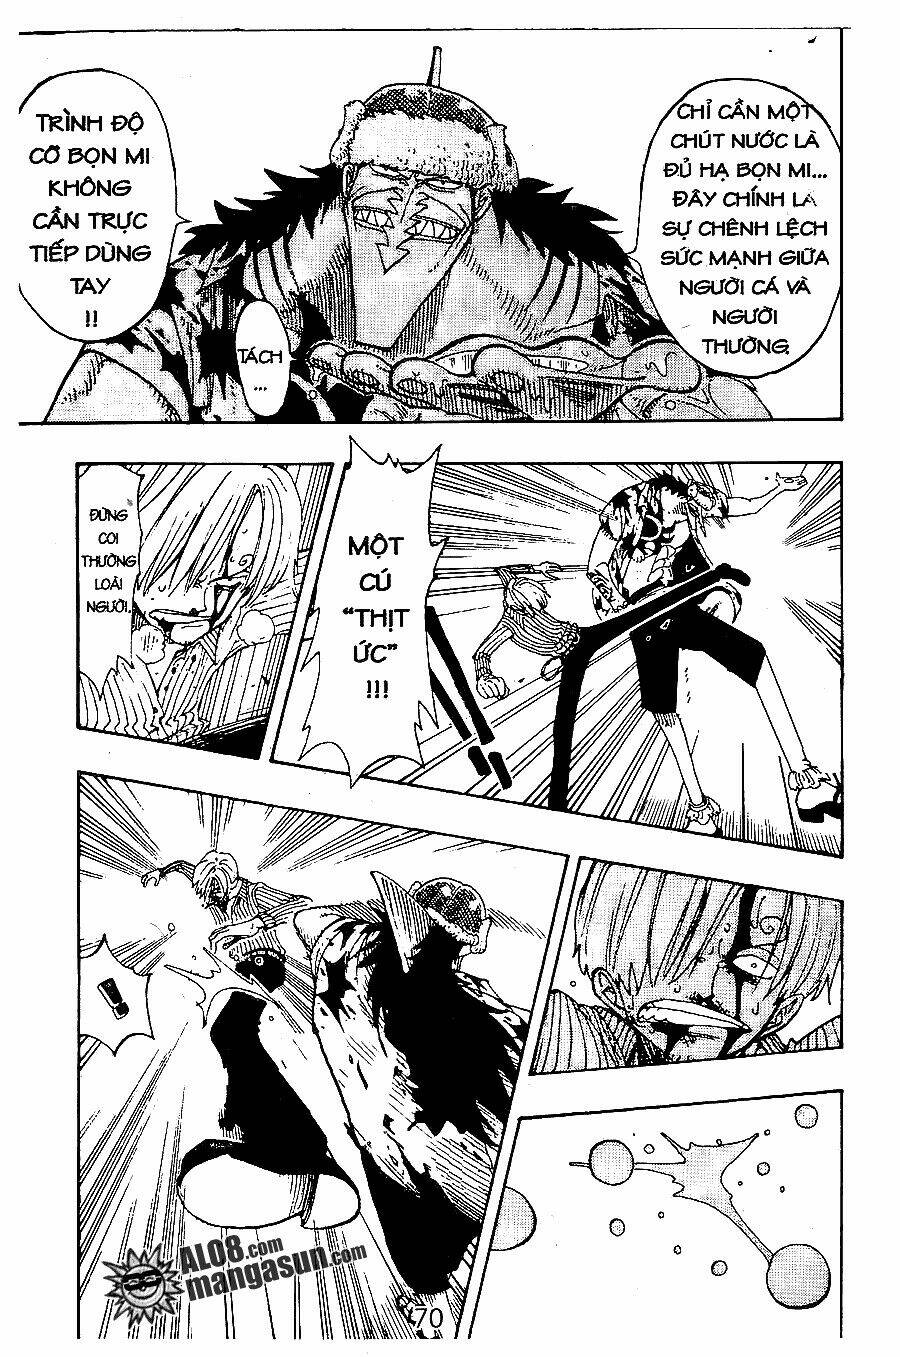 TRÌNH ĐỘ
CỠ BỌN MI
KHÔNG
CẦN TRỰC
TIẾP DÙNG
TAY
!!
TÁCH
...
CHỈ CẦN MỘT
CHÚT NƯỚC LÀ
ĐỦ HẠ BỌN MI...
ĐÂY CHÍNH LÀ
SỰ CHÊNH LỆCH
SỨC MẠNH GIỮA
NGƯỜI CÁ VÀ
NGƯỜI
THƯỜNG.
ĐỪNG
COI
THƯỜNG
LOÀI
NGƯỜI.
MỘT
CÚ
"THỊT
ỨC"
!!!
!
ALO8.com
mangasun.com
70